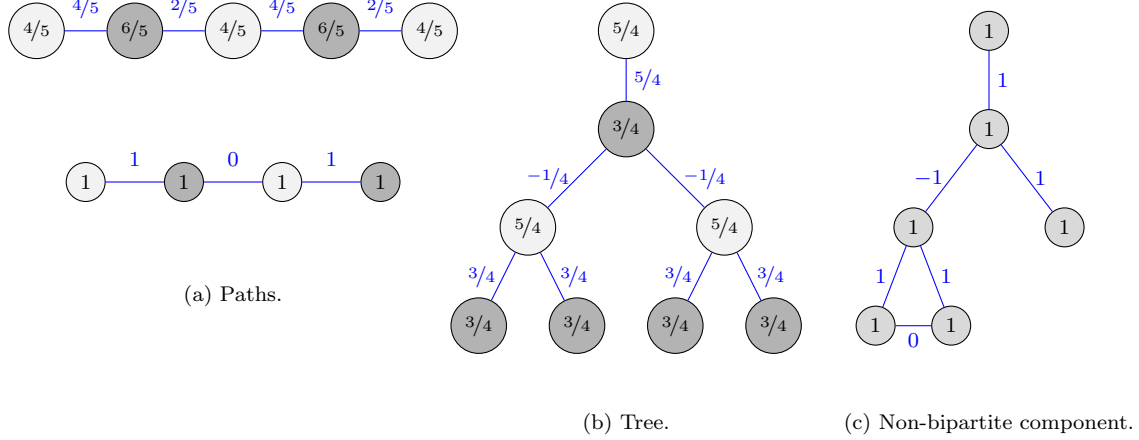 4/5 2/5 4/5 2/5
4/5 6/5 4/5 6/5 4/5
1 0 1
1 1 1 1
(a) Paths.
5/4
5/4
3/4
−1/4 −1/4
5/4 5/4
3/4 3/4 3/4 3/4
3/4 3/4 3/4 3/4
(b) Tree.
1
1
1
−1 1
1 1
1 1
1 1
0
(c) Non-bipartite component.